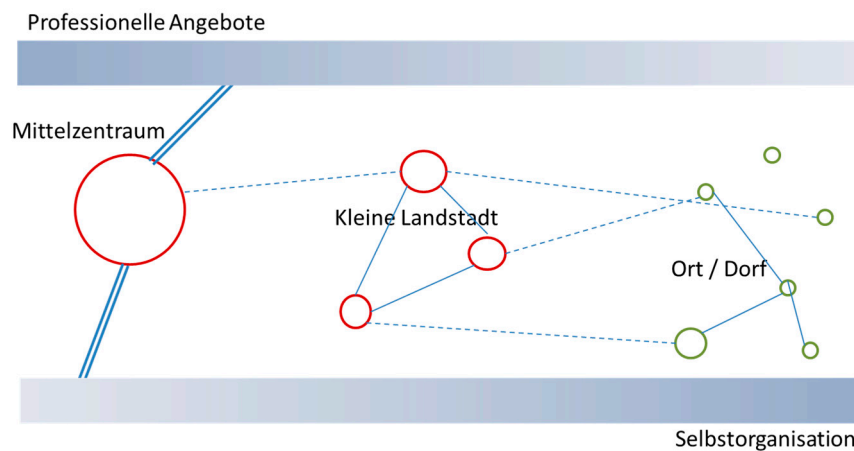 Professionelle Angebote
Mittelzentraum
Kleine Landstadt
Ort / Dorf
Selbstorganisation